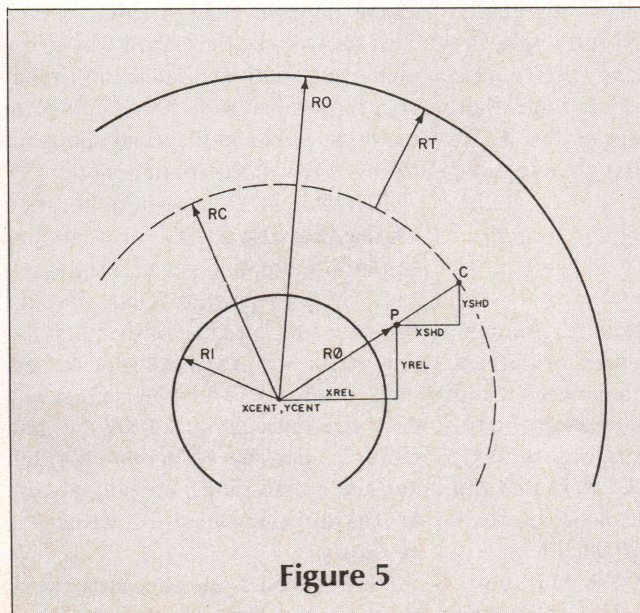 RO
RT
RC
C
YSHD
P
XSHD
RI
RØ
YREL
XREL
XCENT, YCENT
Figure 5